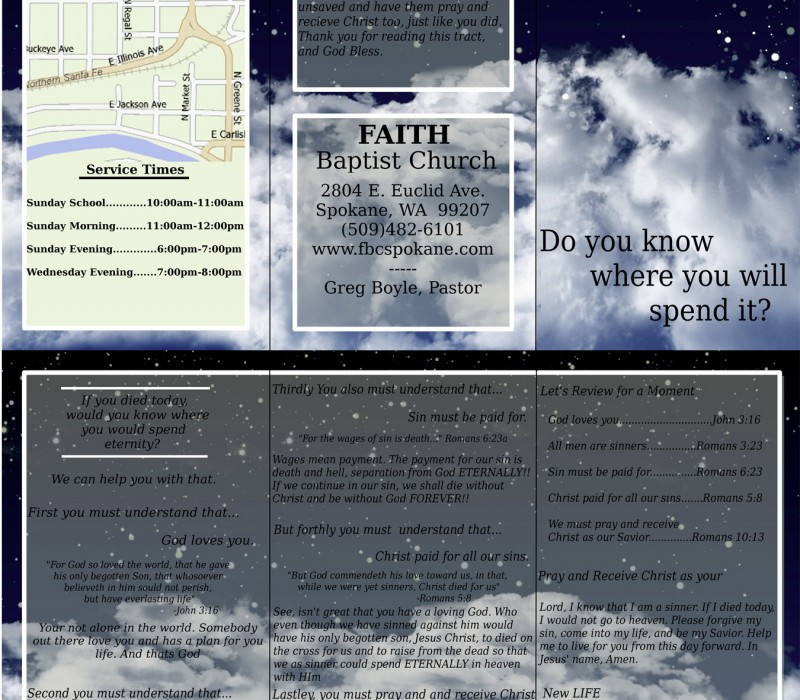 N Regal St
uckeye Ave
E Illinois Ave
orthern Santa Fe
E Jackson Ave
N Market St
N Greene St
E Carlisl
Service Times
Sunday School...........10:00am-11:00am
Sunday Morning........11:00am-12:00pm
Sunday Evening............6:00pm-7:00pm
Wednesday Evening.......7:00pm-8:00pm
unsaved and have them pray and
recieve Christ too, just like you did.
Thank you for reading this tract,
and God Bless.
FAITH
Baptist Church
2804 E. Euclid Ave.
Spokane, WA 99207
(509)482-6101
www.fbcspokane.com
-----
Greg Boyle, Pastor
Do you know
where you will
spend it?
If you died today,
would you know where
you would spend
eternity?
We can help you with that.
First you must understand that...
God loves you.
"For God so loved the world, that he gave
his only begotten Son, that whosoever
believeth in him sould not perish,
but have everlasting life"
-John 3:16
Your not alone in the world. Somebody
out there love you and has a plan for you
life. And thats God
Second you must understand that...
Thirdly You also must understand that...
Sin must be paid for.
"For the wages of sin is death..." Romans 6:23a
Wages mean payment. The payment for our sin is
death and hell, separation from God ETERNALLY!!
If we continue in our sin, we shall die without
Christ and be without God FOREVER!!
But forthly you must understand that...
Christ paid for all our sins.
"But God commendeth his love toward us, in that,
while we were yet sinners, Christ died for us"
-Romans 5:8
See, isn't great that you have a loving God. Who
even though we have sinned against him would
have his only begotten son, Jesus Christ, to died on
the cross for us and to raise from the dead so that
we as sinner could spend ETERNALLY in heaven
with HIm
Lastley, you must pray and and receive Christ
Let's Review for a Moment
God loves you..............................John 3:16
All men are sinners................Romans 3:23
Sin must be paid for...............Romans 6:23
Christ paid for all our sins.......Romans 5:8
We must pray and receive
Christ as our Savior..............Romans 10:13
Pray and Receive Christ as your
Lord, I know that I am a sinner. If I died today,
I would not go to heaven. Please forgive my
sin, come into my life, and be my Savior. Help
me to live for you from this day forward. In
Jesus' name, Amen.
New LIFE